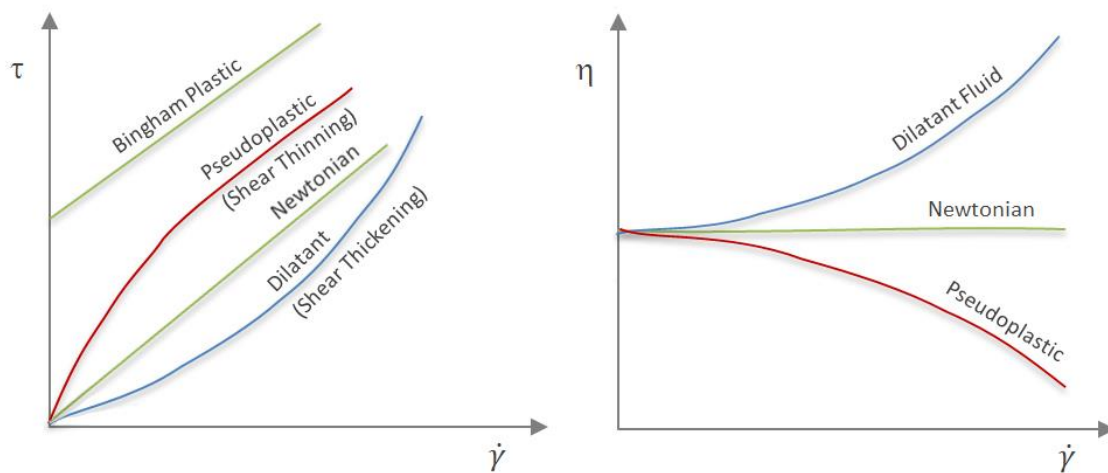 τ
Bingham Plastic
Pseudoplastic
(Shear Thinning)
Newtonian
Dilatant
(Shear Thickening)
γ̇
η
Dilatant Fluid
Newtonian
Pseudoplastic
γ̇